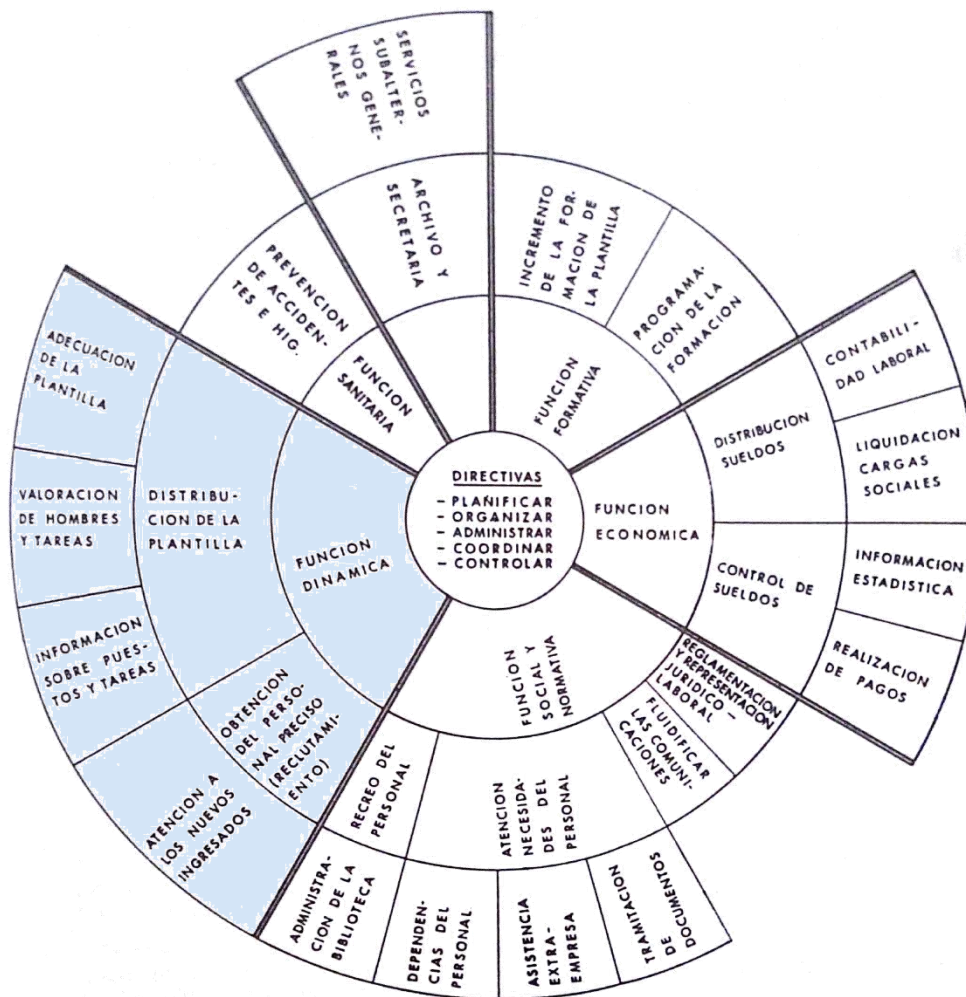 SERVICIOS
SUBALTER-
NOS GENE-
RALES
ARCHIVO Y
SECRETARIA
INCREMENTO
DE LA FOR-
MACION DE
LA PLANTILLA
PROGRAMA-
CION DE LA
FORMACION
FUNCION
FORMATIVA
PREVENCION
DE ACCIDEN-
TES E HIG.
FUNCION
SANITARIA
CONTABILI-
DAD LABORAL
LIQUIDACION
CARGAS
SOCIALES
DISTRIBUCION
SUELDOS
FUNCION
ECONOMICA
CONTROL DE
SUELDOS
INFORMACION
ESTADISTICA
REALIZACION
DE PAGOS
DIRECTIVAS
– PLAÑIFICAR
– ORGANIZAR
– ADMINISTRAR
– COORDINAR
– CONTROLAR
ADECUACION
DE LA
PLANTILLA
VALORACION
DE HOMBRES
Y TAREAS
DISTRIBU-
CION DE LA
PLANTILLA
FUNCION
DINAMICA
INFORMACION
SOBRE PUES-
TOS Y TAREAS
OBTENCION
DEL PERSO-
NAL PRECISO
(RECLUTAMI-
ENTO)
ATENCION A
LOS NUEVOS
INGRESADOS
FUNCION
SOCIAL Y
NORMATIVA
REGLAMENTACION
Y REPRESENTACION
JURIDICO –
LABORAL
FLUIDIFICAR
LAS COMUNI-
CACIONES
RECREO DEL
PERSONAL
ATENCION
NECESIDA-
DES DEL
PERSONAL
ADMINISTRA-
CION DE LA
BIBLIOTECA
DEPENDEN-
CIAS DEL
PERSONAL
ASISTENCIA
EXTRA-
EMPRESA
TRAMITACION
DE
DOCUMENTOS